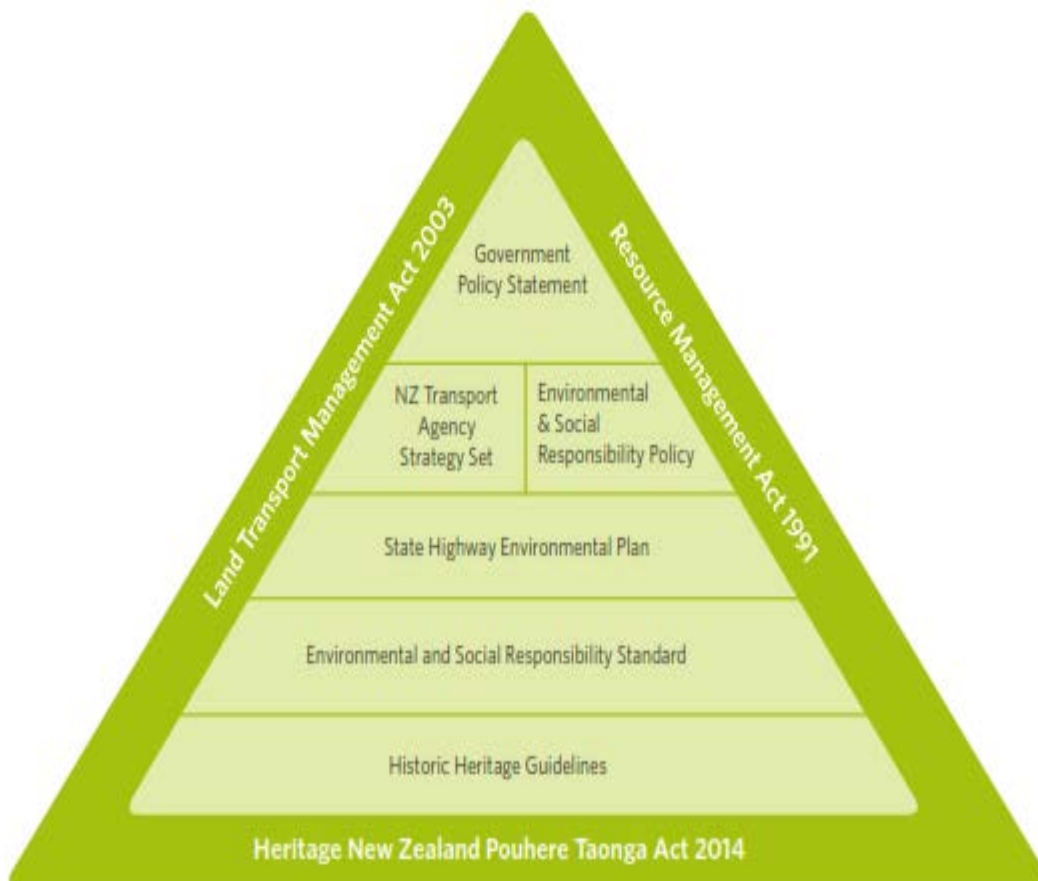 Land Transport Management Act 2003
Resource Management Act 1991
Government
Policy Statement
NZ Transport
Agency
Strategy Set
Environmental
& Social
Responsibility Policy
State Highway Environmental Plan
Environmental and Social Responsibility Standard
Historic Heritage Guidelines
Heritage New Zealand Pouhere Taonga Act 2014